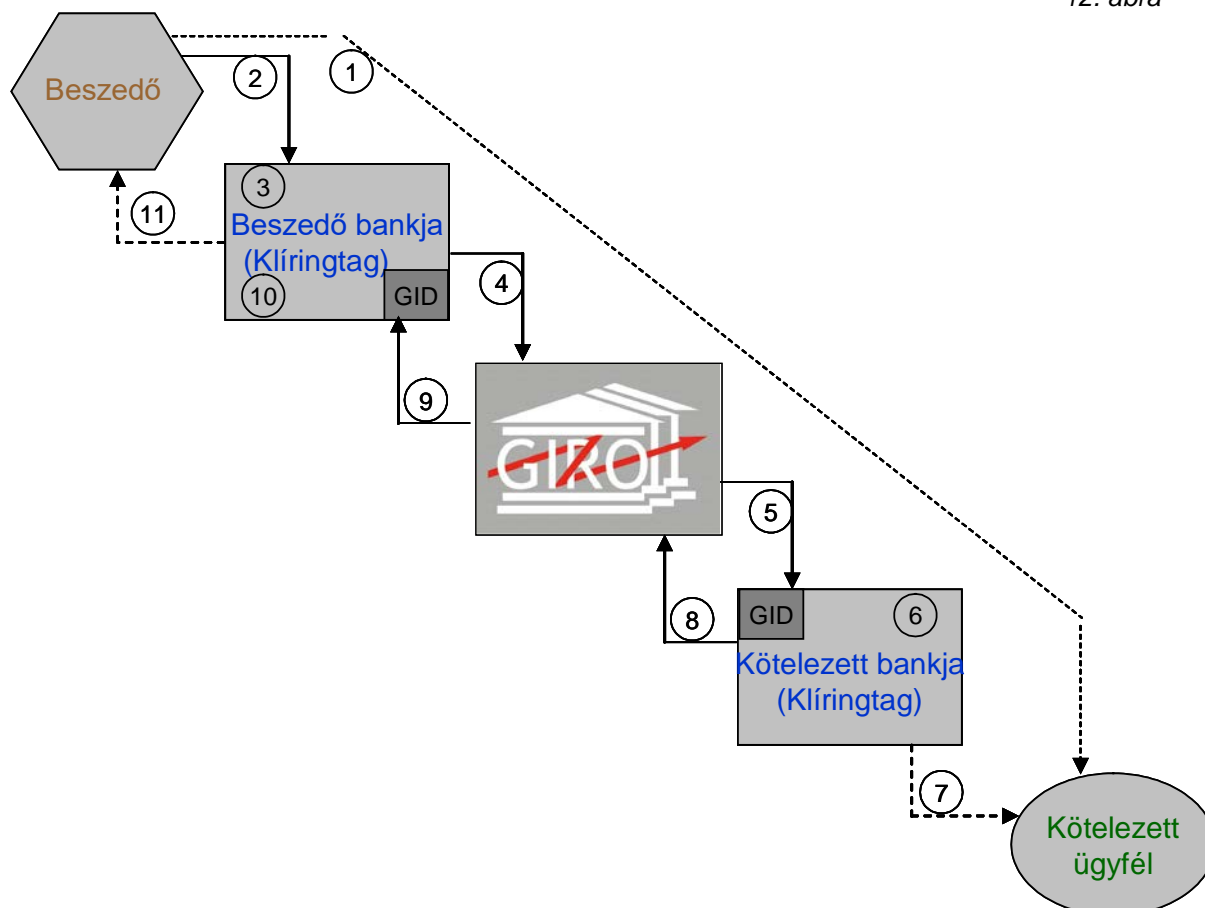 12. ábra
Beszedő
1
2
3
Beszedő bankja
(Klíringtag)
10
GID
11
4
9
GIRO
5
GID
6
8
Kötelezett bankja
(Klíringtag)
7
Kötelezett
ügyfél